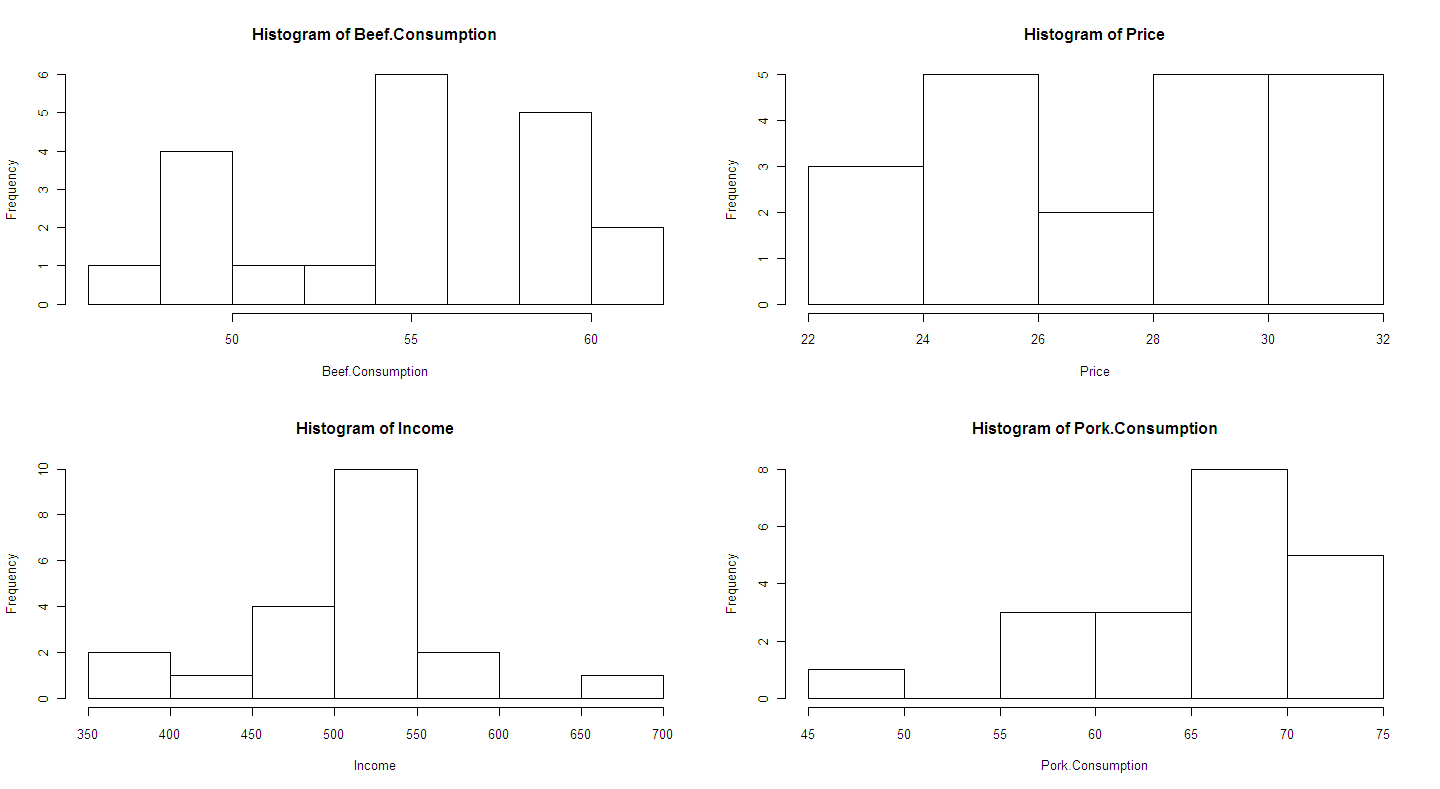 Histogram of Beef.Consumption
Frequency
0 1 2 3 4 5 6
50 55 60
Beef.Consumption
Histogram of Price
Frequency
0 1 2 3 4 5
22 24 26 28 30 32
Price
Histogram of Income
Frequency
0 2 4 6 8 10
350 400 450 500 550 600 650 700
Income
Histogram of Pork.Consumption
Frequency
0 2 4 6 8
45 50 55 60 65 70 75
Pork.Consumption